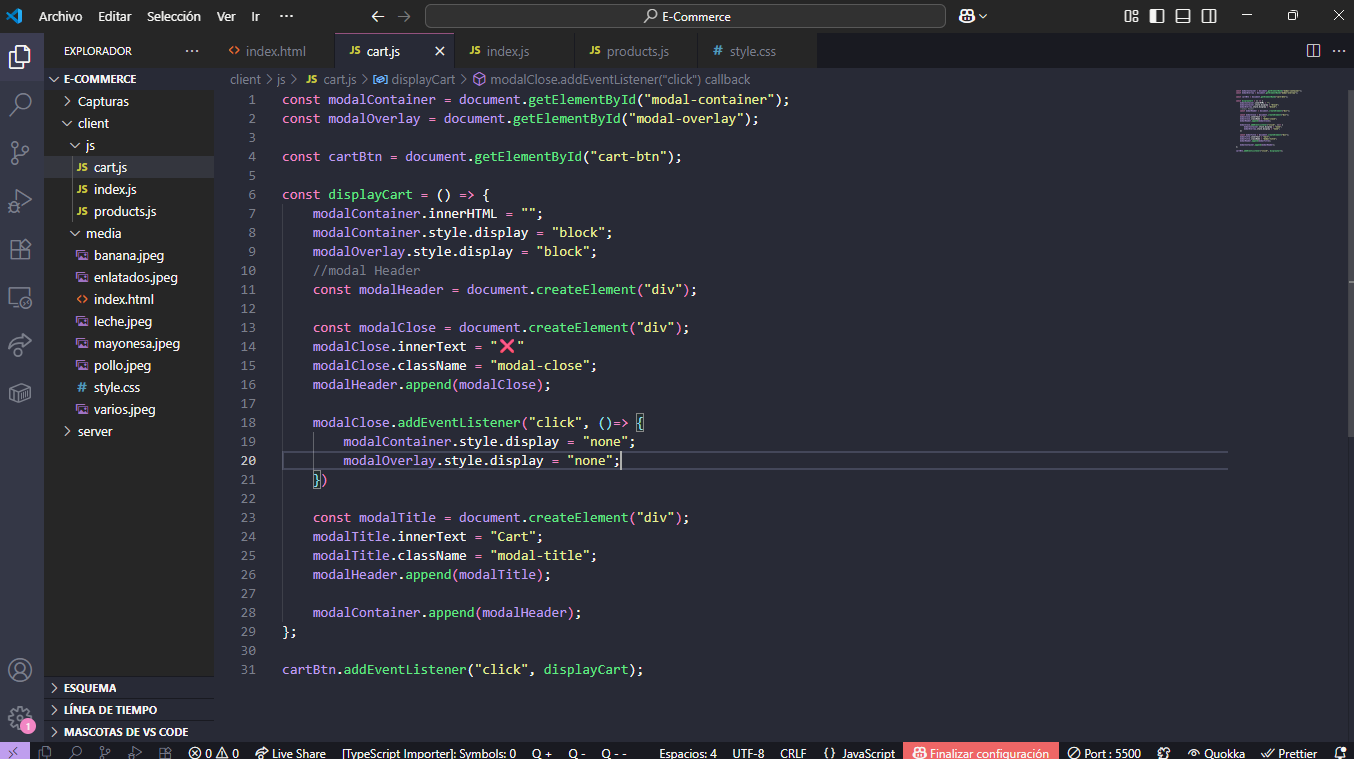 Archivo Editar Selección Ver Ir ··· E-Commerce
EXPLORADOR ···
index.html JS cart.js JS index.js JS products.js # style.css
E-COMMERCE
Capturas
client
js
JS cart.js
JS index.js
JS products.js
media
banana.jpeg
enlatados.jpeg
<> index.html
leche.jpeg
mayonesa.jpeg
pollo.jpeg
# style.css
varios.jpeg
server
ESQUEMA
LÍNEA DE TIEMPO
MASCOTAS DE VS CODE
client > js > JS cart.js > displayCart > modalClose.addEventListener("click") callback
1 const modalContainer = document.getElementById("modal-container");
2 const modalOverlay = document.getElementById("modal-overlay");
3
4 const cartBtn = document.getElementById("cart-btn");
5
6 const displayCart = () => {
7 modalContainer.innerHTML = "";
8 modalContainer.style.display = "block";
9 modalOverlay.style.display = "block";
10 //modal Header
11 const modalHeader = document.createElement("div");
12
13 const modalClose = document.createElement("div");
14 modalClose.innerText = "❌"
15 modalClose.className = "modal-close";
16 modalHeader.append(modalClose);
17
18 modalClose.addEventListener("click", ()=> {
19 modalContainer.style.display = "none";
20 modalOverlay.style.display = "none";
21 })
22
23 const modalTitle = document.createElement("div");
24 modalTitle.innerText = "Cart";
25 modalTitle.className = "modal-title";
26 modalHeader.append(modalTitle);
27
28 modalContainer.append(modalHeader);
29 };
30
31 cartBtn.addEventListener("click", displayCart);
1
0 0 Live Share [TypeScript Importer]: Symbols: 0 Q + Q - Q - - Espacios: 4 UTF-8 CRLF {} JavaScript Finalizar configuración Port : 5500 Quokka Prettier